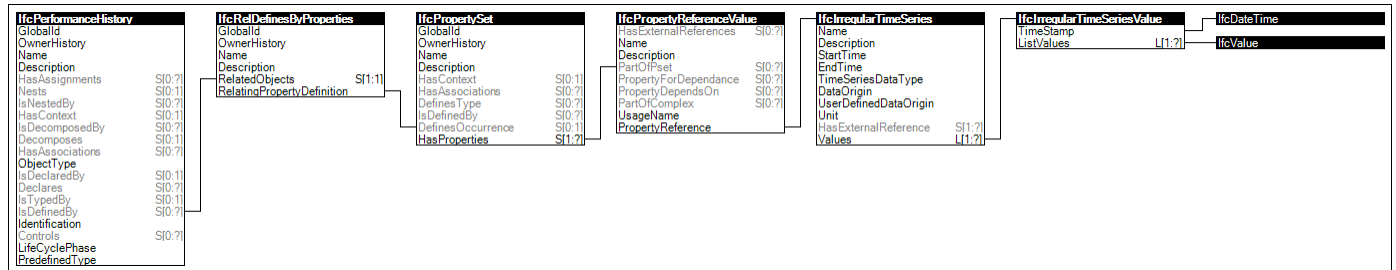 IfcPerformanceHistory
GlobalId
OwnerHistory
Name
Description
HasAssignments S[0:?]
Nests S[0:1]
IsNestedBy S[0:?]
HasContext S[0:1]
IsDecomposedBy S[0:?]
Decomposes S[0:1]
HasAssociations S[0:?]
ObjectType
IsDeclaredBy S[0:1]
Declares S[0:?]
IsTypedBy S[0:1]
IsDefinedBy S[0:?]
Identification
Controls S[0:?]
LifeCyclePhase
PredefinedType
IfcRelDefinesByProperties
GlobalId
OwnerHistory
Name
Description
RelatedObjects S[1:1]
RelatingPropertyDefinition
IfcPropertySet
GlobalId
OwnerHistory
Name
Description
HasContext S[0:1]
HasAssociations S[0:?]
DefinesType S[0:?]
IsDefinedBy S[0:?]
DefinesOccurrence S[0:1]
HasProperties S[1:?]
IfcPropertyReferenceValue
HasExternalReferences S[0:?]
Name
Description
PartOfPset S[0:?]
PropertyForDependance S[0:?]
PropertyDependsOn S[0:?]
PartOfComplex S[0:?]
UsageName
PropertyReference
IfcIrregularTimeSeries
Name
Description
StartTime
EndTime
TimeSeriesDataType
DataOrigin
UserDefinedDataOrigin
Unit
HasExternalReference S[1:?]
Values L[1:?]
IfcIrregularTimeSeriesValue
TimeStamp
ListValues L[1:?]
IfcDateTime
IfcValue